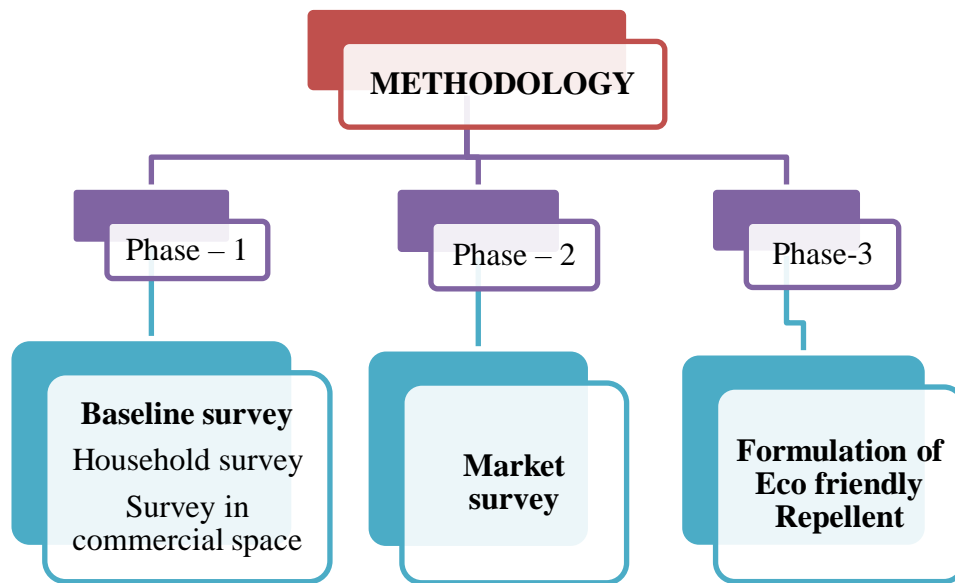 METHODOLOGY
Phase – 1
Phase – 2
Phase-3
Baseline survey
Household survey
Survey in
commercial space
Market
survey
Formulation of
Eco friendly
Repellent